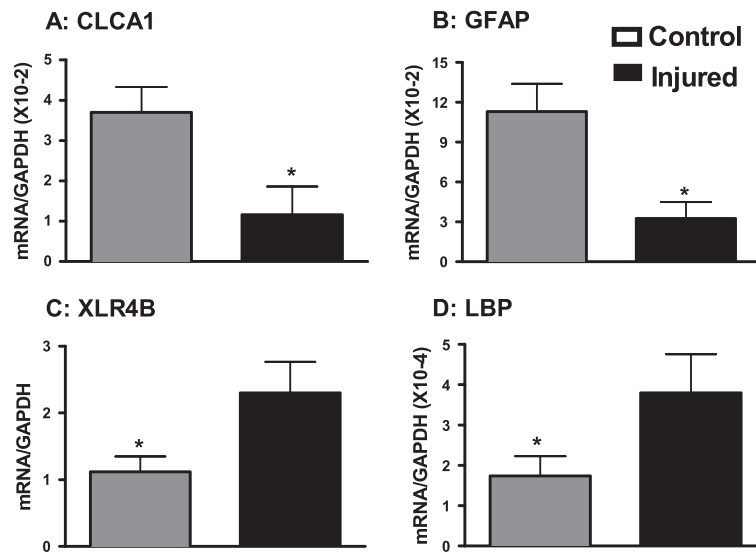 A: CLCA1
mRNA/GAPDH (X10-2)
5
4
3
2
1
0
*
B: GFAP
Control
Injured
mRNA/GAPDH (X10-2)
15
12
9
6
3
0
*
C: XLR4B
mRNA/GAPDH
3
2
1
0
*
D: LBP
mRNA/GAPDH (X10-4)
5
4
3
2
1
0
*